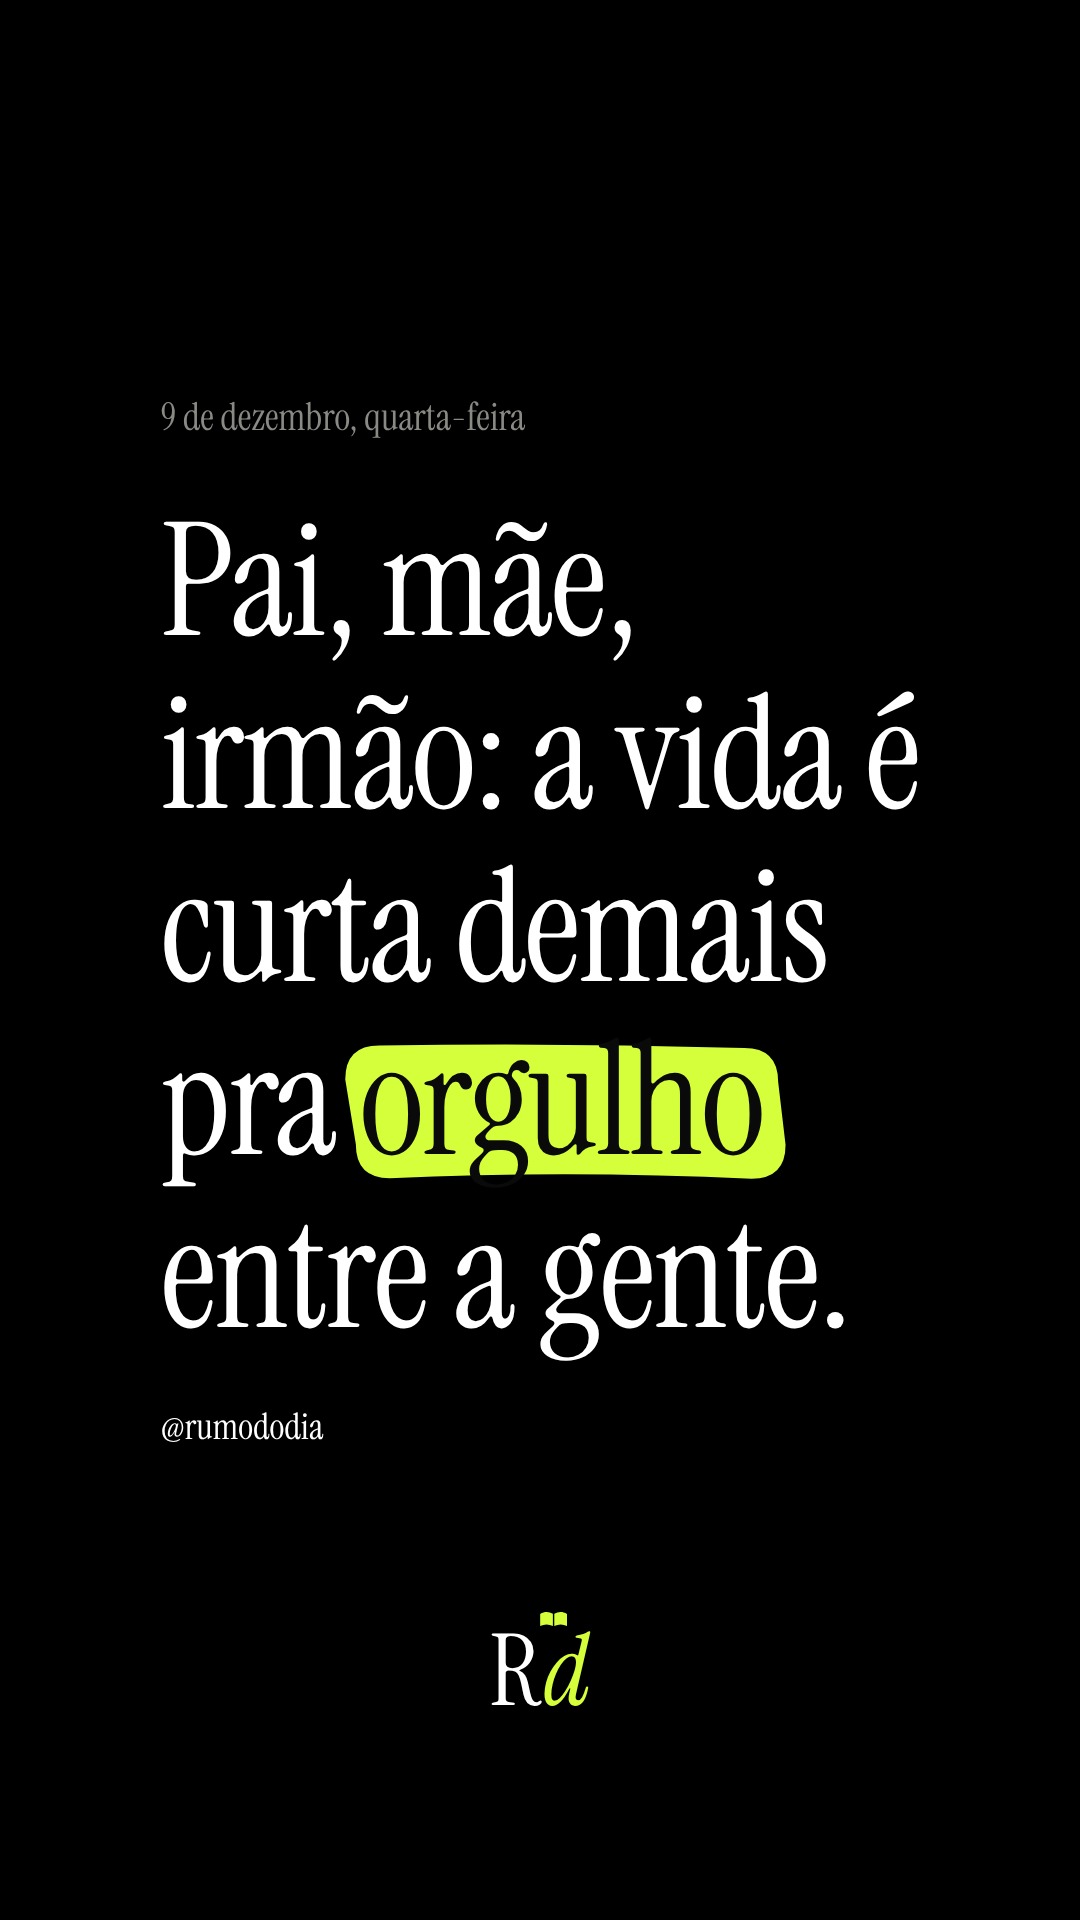 9 de dezembro, quarta-feira
Pai, mãe,
irmão: a vida é
curta demais
pra orgulho
entre a gente.
@rumododia
Rd